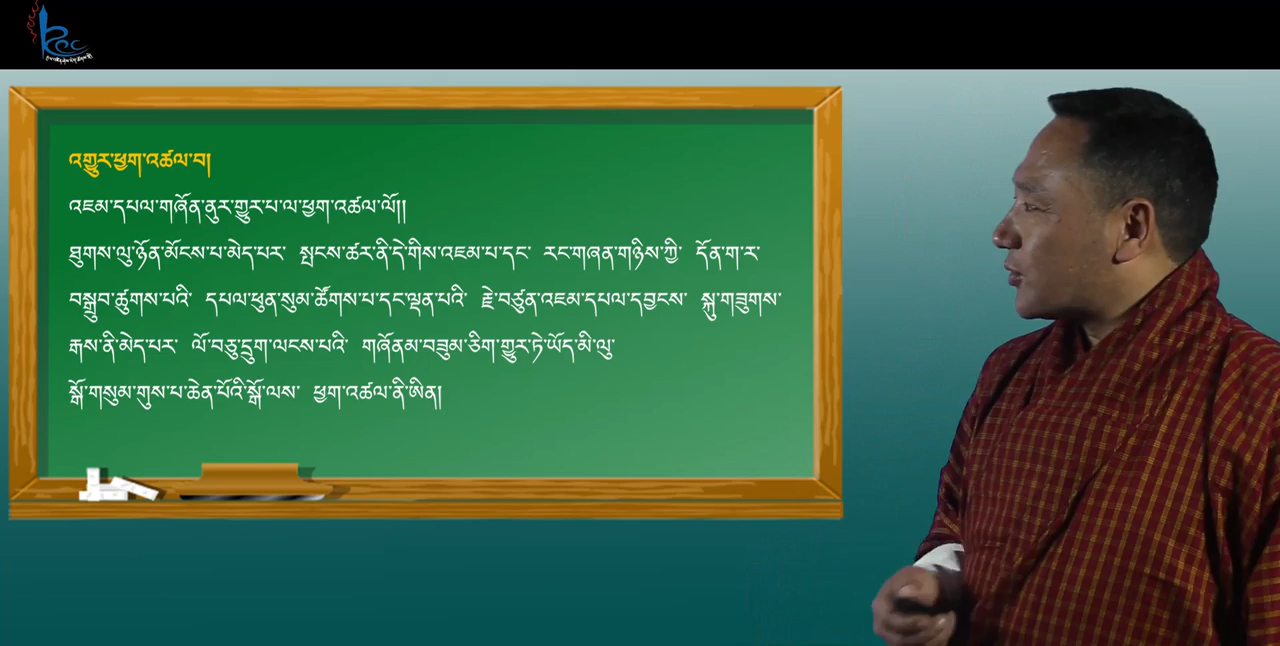 འགྱུར་ཕྱག་འཚལ་བ།
འཇམ་དཔལ་གཞོན་ནུར་གྱུར་པ་ལ་ཕྱག་འཚལ་ལོ།།
ཐུགས་ལུ་ཉོན་མོངས་པ་མེད་པར་ སྤངས་ཚར་ནི་དེ་གིས་འཇམ་པ་དང་ རང་གཞན་གཉིས་ཀྱི་ དོན་ག་ར་
བསྒྲུབ་ཚུགས་པའི་ དཔལ་ཕུན་སུམ་ཚོགས་པ་དང་ལྡན་པའི་ རྗེ་བཙུན་འཇམ་དཔལ་དབྱངས་ སྐུ་གཟུགས་
རྒས་ནི་མེད་པར་ ལོ་བཅུ་དྲུག་ལངས་པའི་ གཞོནམ་བཟུམ་ཅིག་གྱུར་ཏེ་ཡོད་མི་ལུ་
སྒོ་གསུམ་གུས་པ་ཆེན་པོའི་སྒོ་ལས་ ཕྱག་འཚལ་ནི་ཨིན།